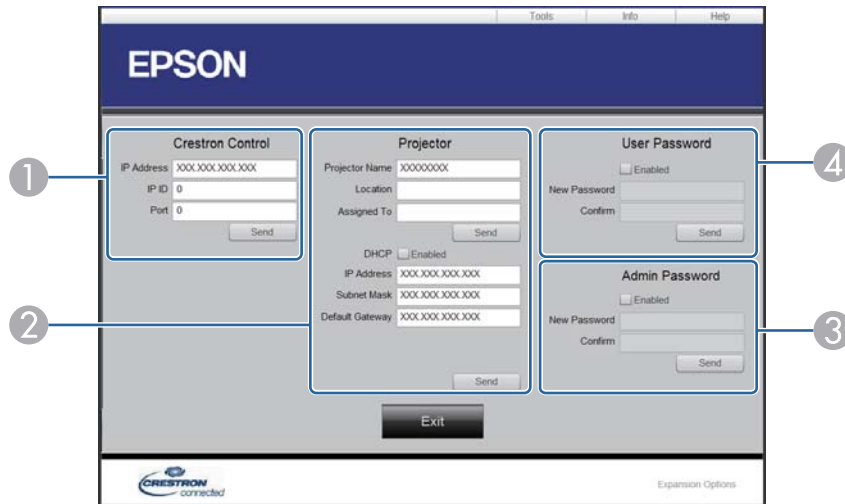 Tools Info Help
EPSON
Crestron Control
IP Address XXX.XXX.XXX.XXX
IP ID 0
Port 0
Send
Projector
Projector Name XXXXXXXX
Location
Assigned To
Send
DHCP Enabled
IP Address XXX.XXX.XXX.XXX
Subnet Mask XXX.XXX.XXX.XXX
Default Gateway XXX.XXX.XXX.XXX
Send
User Password
Enabled
New Password
Confirm
Send
Admin Password
Enabled
New Password
Confirm
Send
1
2
4
3
Exit
CRESTRON
connected
Expansion Options